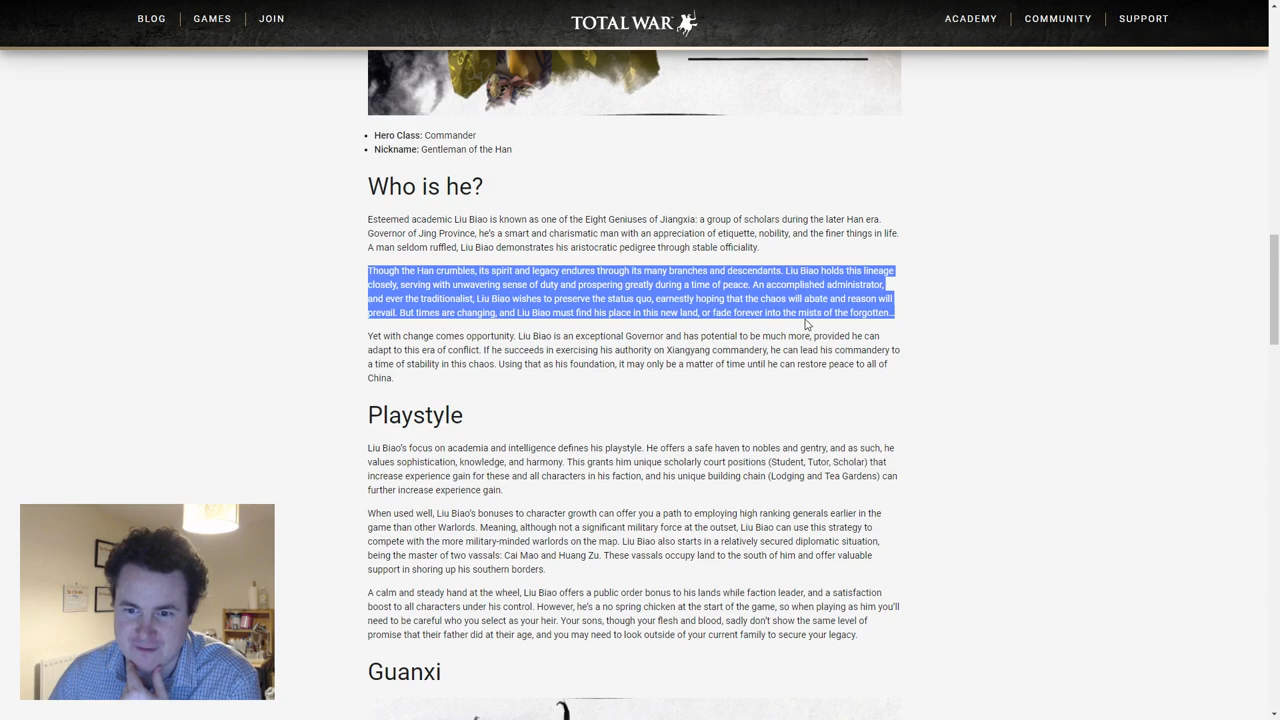 BLOG
GAMES
JOIN
TOTAL WAR
ACADEMY
COMMUNITY
SUPPORT
Hero Class: Commander
Nickname: Gentleman of the Han
Who is he?
Esteemed academic Liu Biao is known as one of the Eight Geniuses of Jiangxia: a group of scholars during the later Han era.
Governor of Jing Province, he’s a smart and charismatic man with an appreciation of etiquette, nobility, and the finer things in life.
A man seldom ruffled, Liu Biao demonstrates his aristocratic pedigree through stable officiality.
Though the Han crumbles, its spirit and legacy endures through its many branches and descendants. Liu Biao holds this lineage
closely, serving with unwavering sense of duty and prospering greatly during a time of peace. An accomplished administrator,
and ever the traditionalist, Liu Biao wishes to preserve the status quo, earnestly hoping that the chaos will abate and reason will
prevail. But times are changing, and Liu Biao must find his place in this new land, or fade forever into the mists of the forgotten…
Yet with change comes opportunity. Liu Biao is an exceptional Governor and has potential to be much more, provided he can
adapt to this era of conflict. If he succeeds in exercising his authority on Xiangyang commandery, he can lead his commandery to
a time of stability in this chaos. Using that as his foundation, it may only be a matter of time until he can restore peace to all of
China.
Playstyle
Liu Biao’s focus on academia and intelligence defines his playstyle. He offers a safe haven to nobles and gentry, and as such, he
values sophistication, knowledge, and harmony. This grants him unique scholarly court positions (Student, Tutor, Scholar) that
increase experience gain for these and all characters in his faction, and his unique building chain (Lodging and Tea Gardens) can
further increase experience gain.
When used well, Liu Biao’s bonuses to character growth can offer you a path to employing high ranking generals earlier in the
game than other Warlords. Meaning, although not a significant military force at the outset, Liu Biao can use this strategy to
compete with the more military-minded warlords on the map. Liu Biao also starts in a relatively secured diplomatic situation,
being the master of two vassals: Cai Mao and Huang Zu. These vassals occupy land to the south of him and offer valuable
support in shoring up his southern borders.
A calm and steady hand at the wheel, Liu Biao offers a public order bonus to his lands while faction leader, and a satisfaction
boost to all characters under his control. However, he’s a no spring chicken at the start of the game, so when playing as him you’ll
need to be careful who you select as your heir. Your sons, though your flesh and blood, sadly don’t show the same level of
promise that their father did at their age, and you may need to look outside of your current family to secure your legacy.
Guanxi